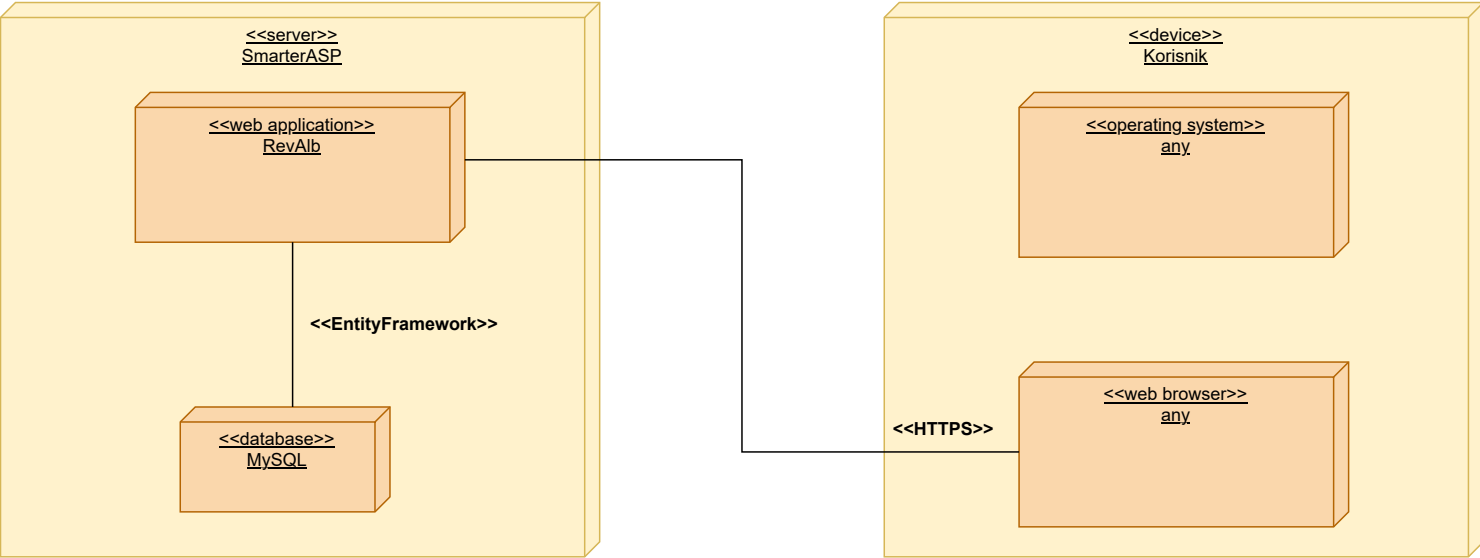 <<server>>
SmarterASP
<<web application>>
RevAlb
<<EntityFramework>>
<<database>>
MySQL
<<device>>
Korisnik
<<operating system>>
any
<<HTTPS>>
<<web browser>>
any